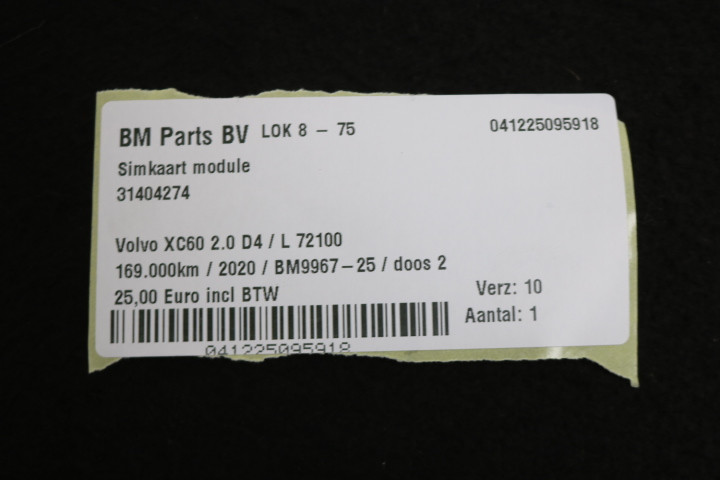 BM Parts BV LOK 8 - 75 041225095918
Simkaart module
31404274
Volvo XC60 2.0 D4 / L 72100
169.000km / 2020 / BM9967-25 / doos 2
25,00 Euro incl BTW Verz: 10
Aantal: 1
041225095918